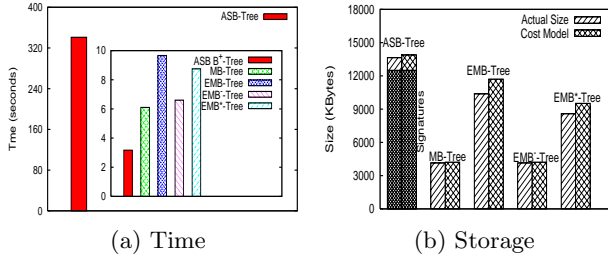 ASB-Tree
400
320
240
160
80
0
Tme (seconds)
10
8
6
4
2
0
ASB B+-Tree
MB-Tree
EMB-Tree
EMB--Tree
EMB*-Tree
(a) Time
Actual Size
Cost Model
18000
15000
12000
9000
6000
3000
0
Size (KBytes)
ASB-Tree
Signatures
MB-Tree
EMB-Tree
EMB--Tree
EMB*-Tree
(b) Storage